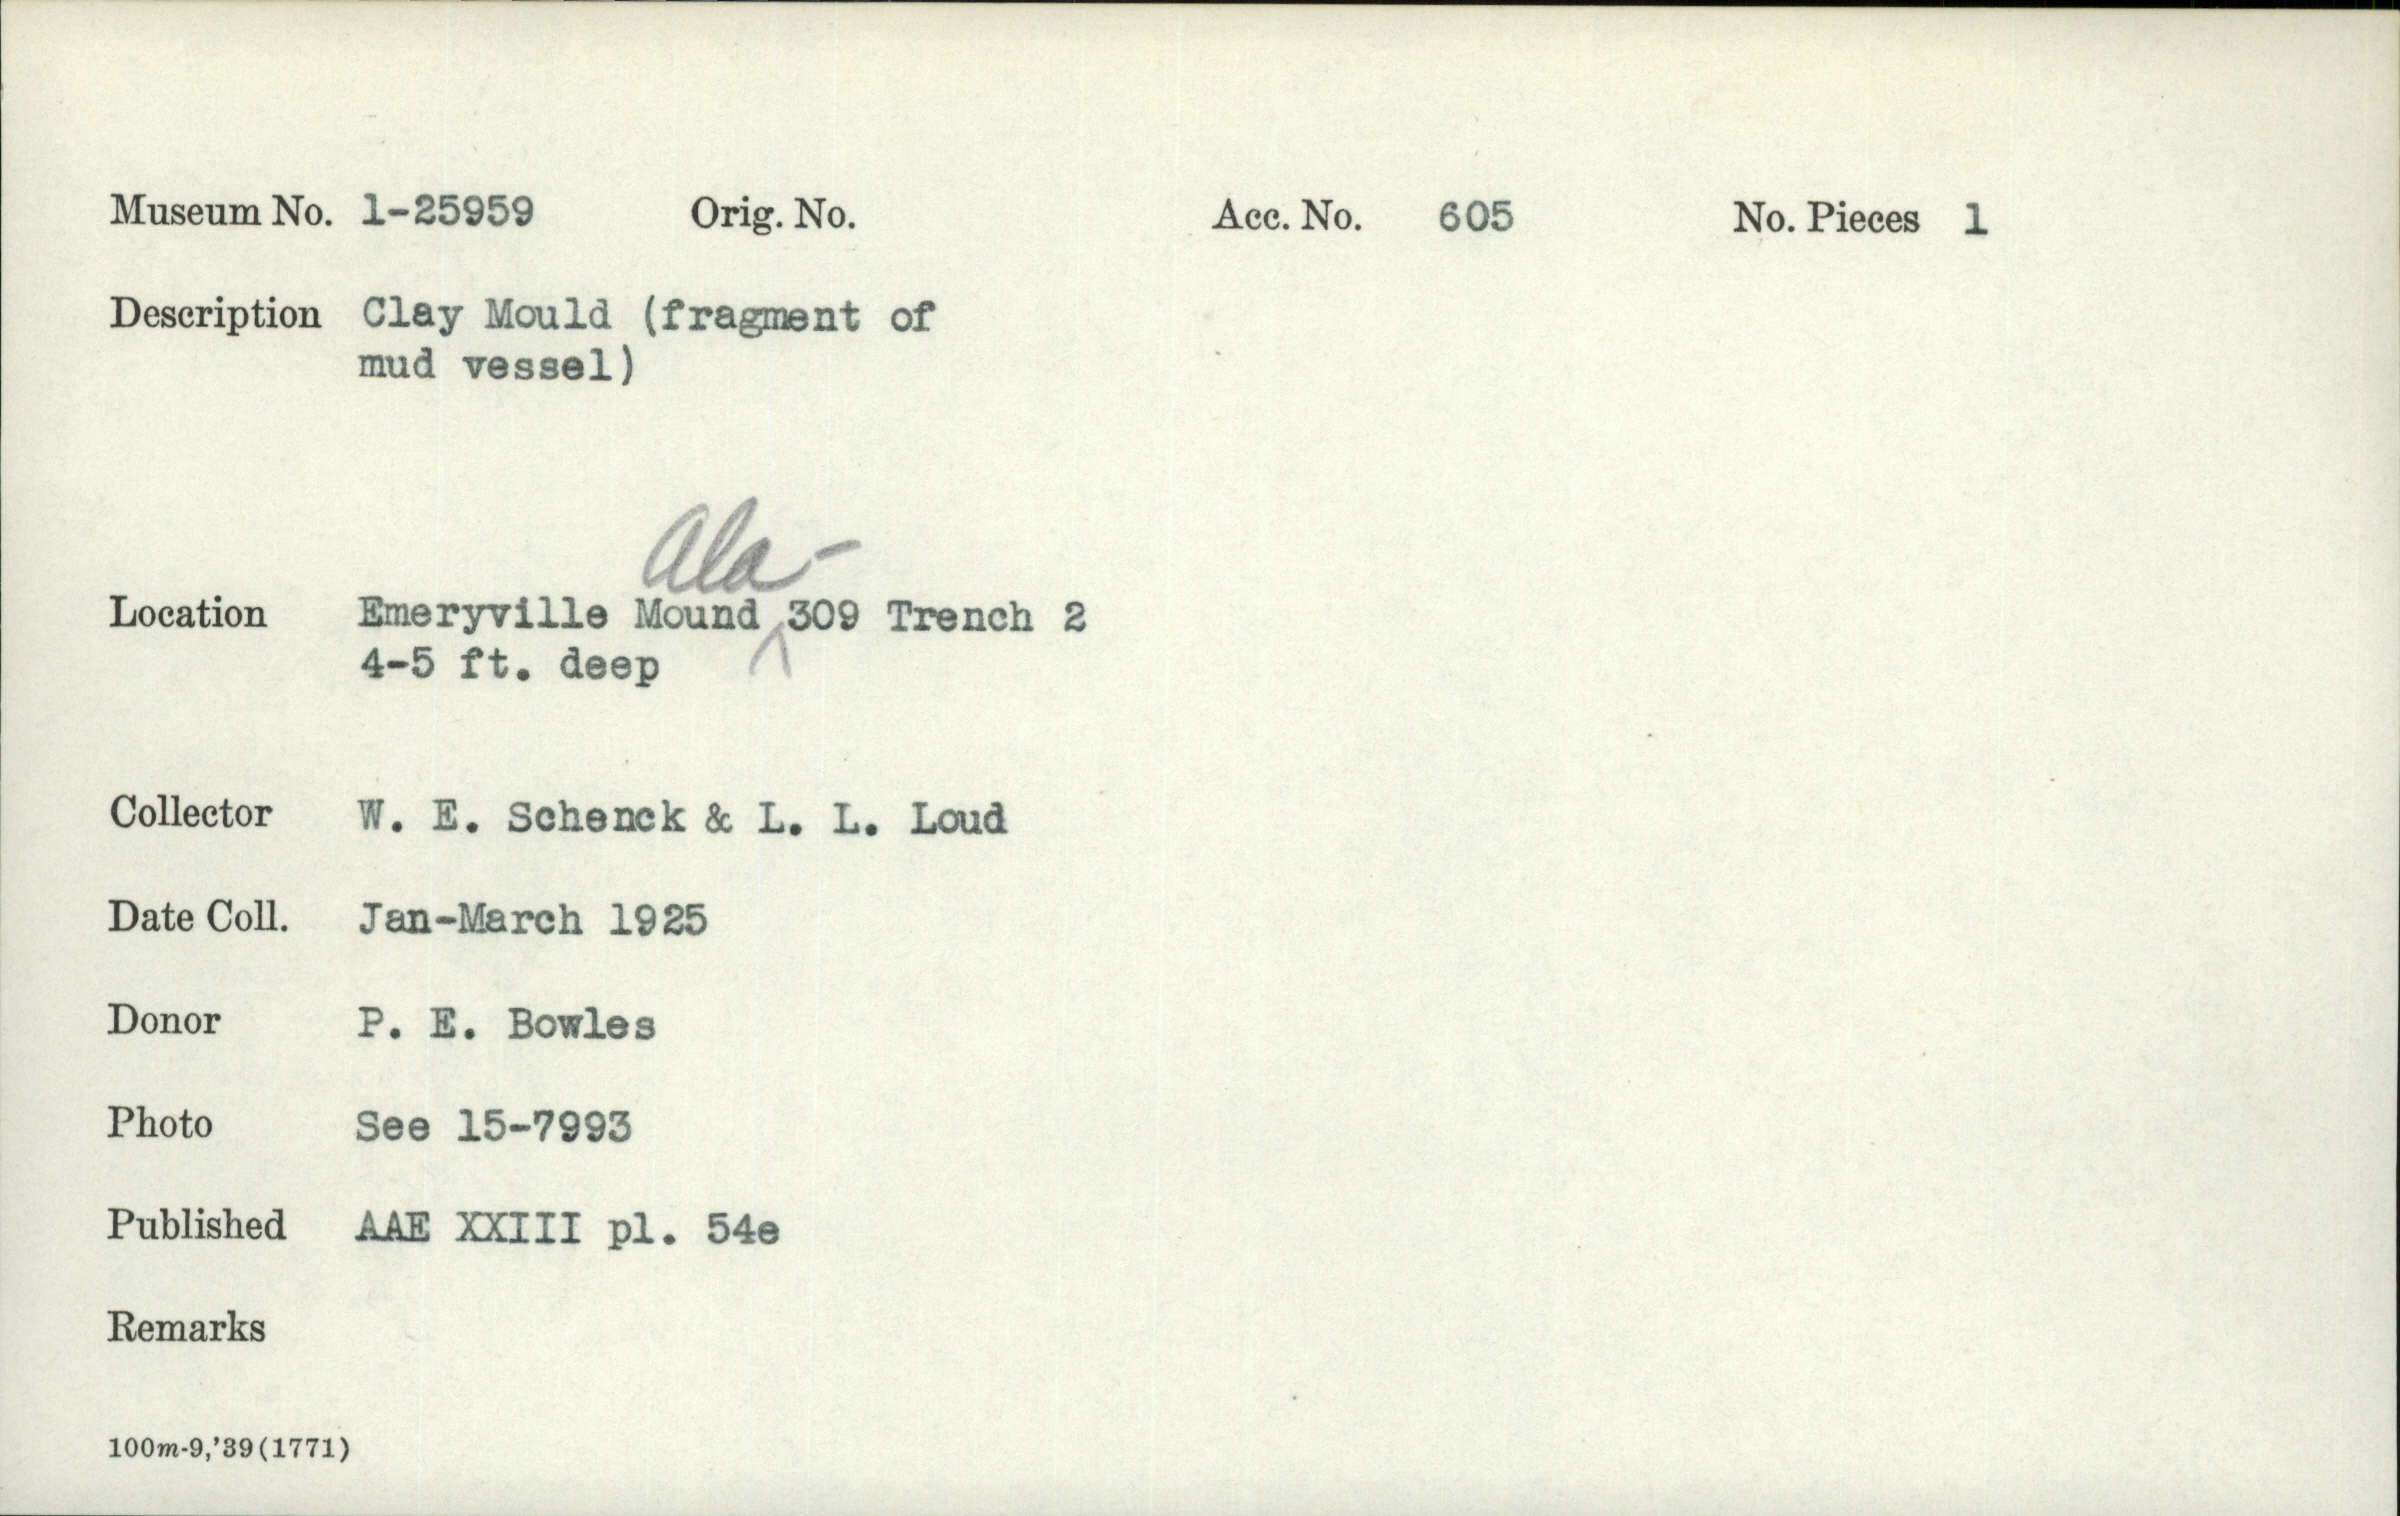 Museum No. 1-25959 Orig. No. Acc. No. 605 No. Pieces 1
Description Clay Mould (fragment of
mud vessel)
Ala-
Location Emeryville Mound 309 Trench 2
4-5 ft. deep
Collector W. E. Schenck & L. L. Loud
Date Coll. Jan-March 1925
Donor P. E. Bowles
Photo See 15-7993
Published AAE XXIII pl. 54e
Remarks
100m-9,'39(1771)